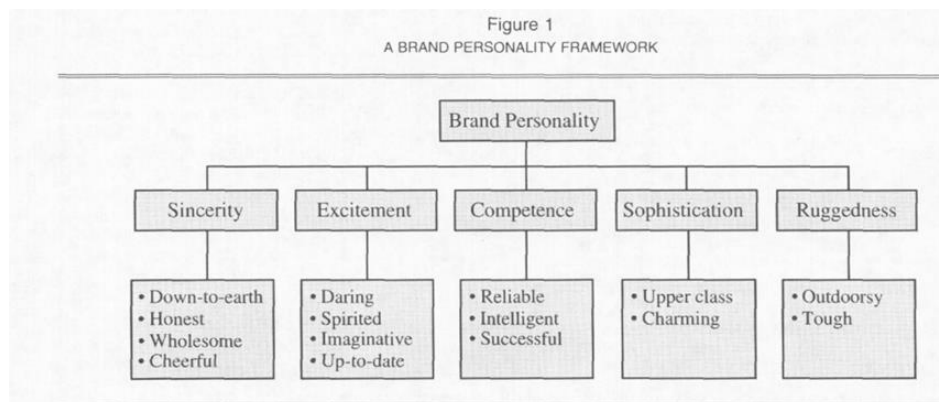 Figure 1
A BRAND PERSONALITY FRAMEWORK
Brand Personality
Sincerity
Excitement
Competence
Sophistication
Ruggedness
• Down-to-earth
• Honest
• Wholesome
• Cheerful
• Daring
• Spirited
• Imaginative
• Up-to-date
• Reliable
• Intelligent
• Successful
• Upper class
• Charming
• Outdoorsy
• Tough